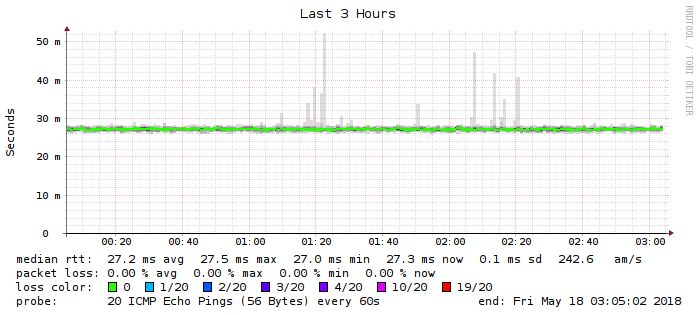 Last 3 Hours
RRDTOOL / TOBI OETIKER
Seconds
50 m
40 m
30 m
20 m
10 m
0
00:20 00:40 01:00 01:20 01:40 02:00 02:20 02:40 03:00
median rtt: 27.2 ms avg 27.5 ms max 27.0 ms min 27.3 ms now 0.1 ms sd 242.6 am/s
packet loss: 0.00 % avg 0.00 % max 0.00 % min 0.00 % now
loss color: 0 1/20 2/20 3/20 4/20 10/20 19/20
probe: 20 ICMP Echo Pings (56 Bytes) every 60s end: Fri May 18 03:05:02 2018